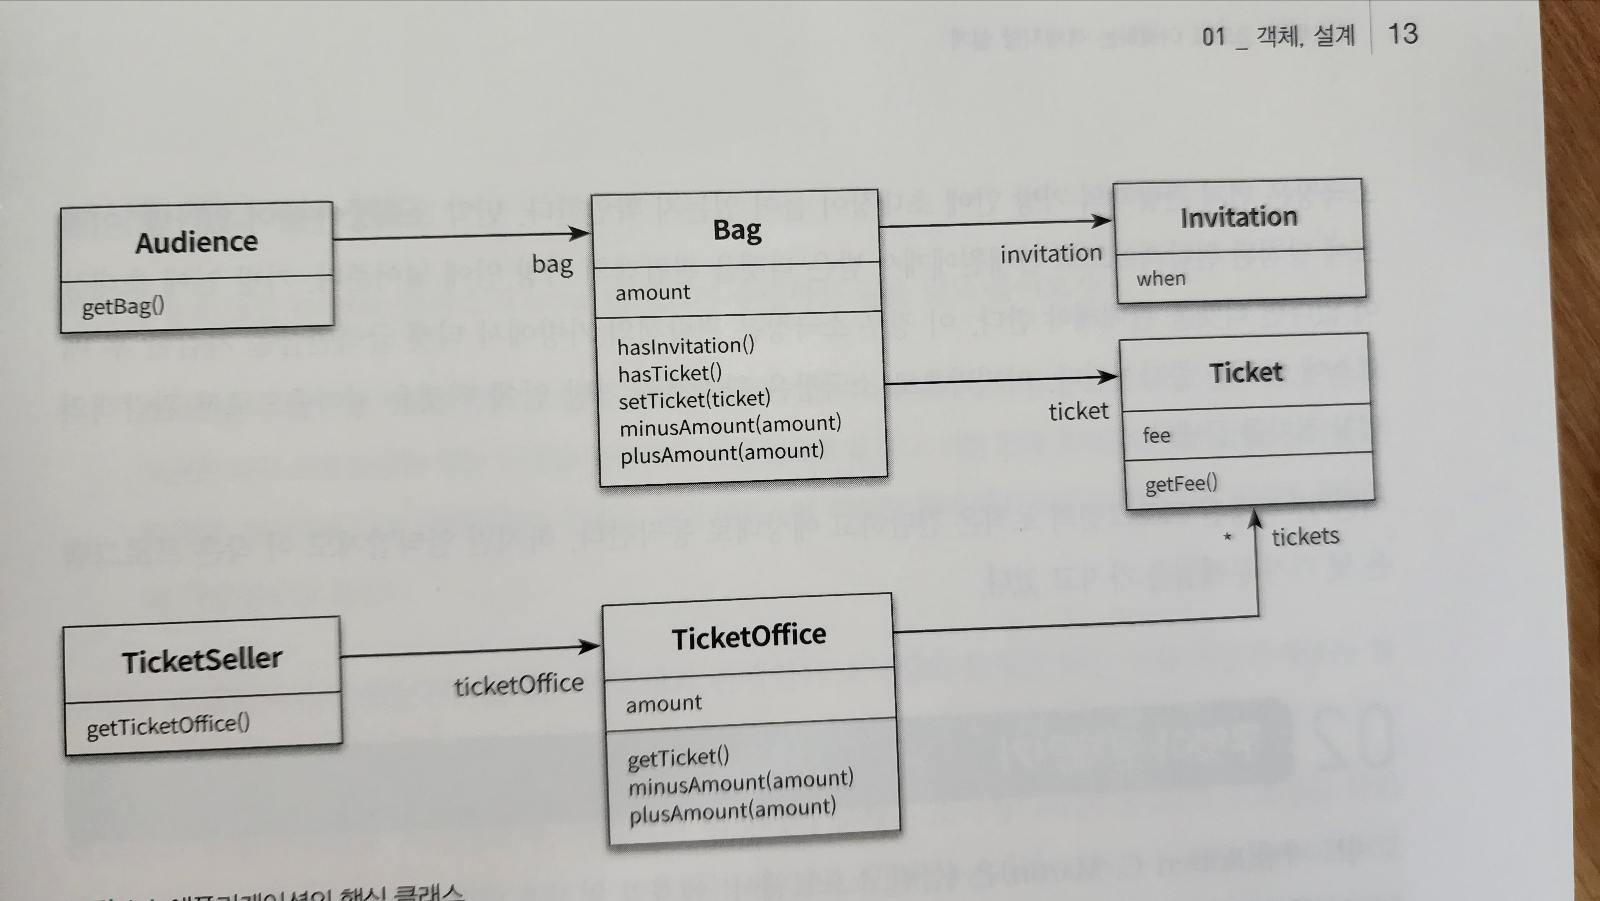 01 _ 객체, 설계 13
Audience
getBag()
bag
Bag
amount
hasInvitation()
hasTicket()
setTicket(ticket)
minusAmount(amount)
plusAmount(amount)
invitation
Invitation
when
ticket
Ticket
fee
getFee()
* tickets
TicketSeller
getTicketOffice()
ticketOffice
TicketOffice
amount
getTicket()
minusAmount(amount)
plusAmount(amount)
애플리케이션의 핵심 클래스